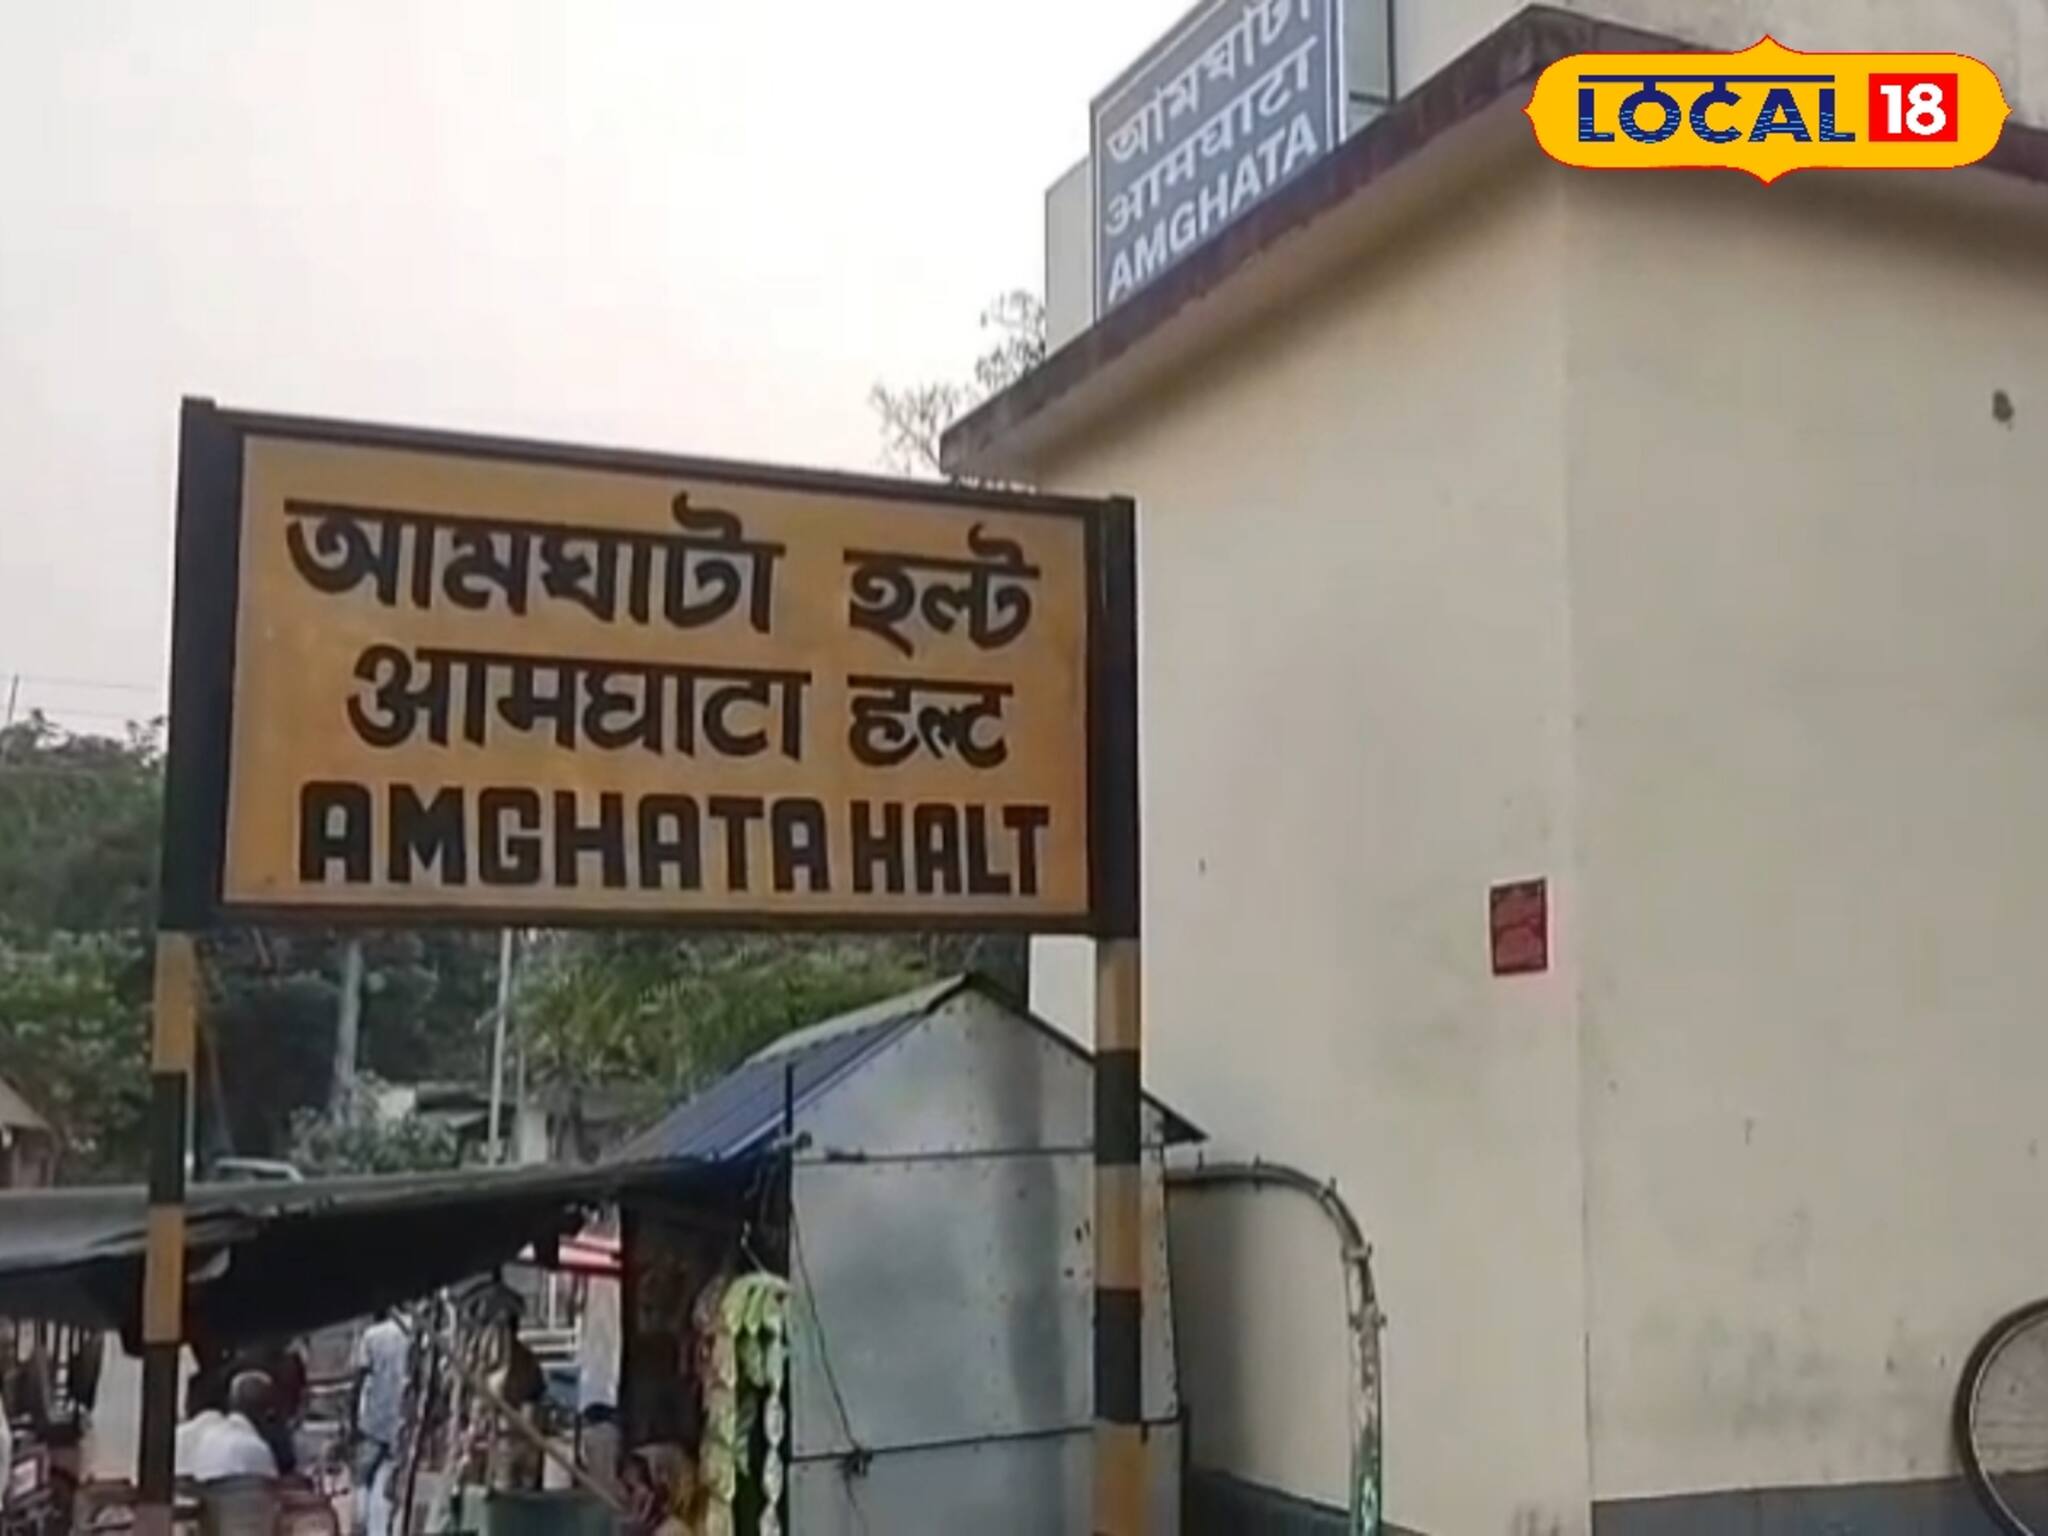 আমঘাটা
आमघाटा
AMGHATA
LOCAL 18
আমঘাটা হল্ট
आमघाटा हल्ट
AMGHATA HALT